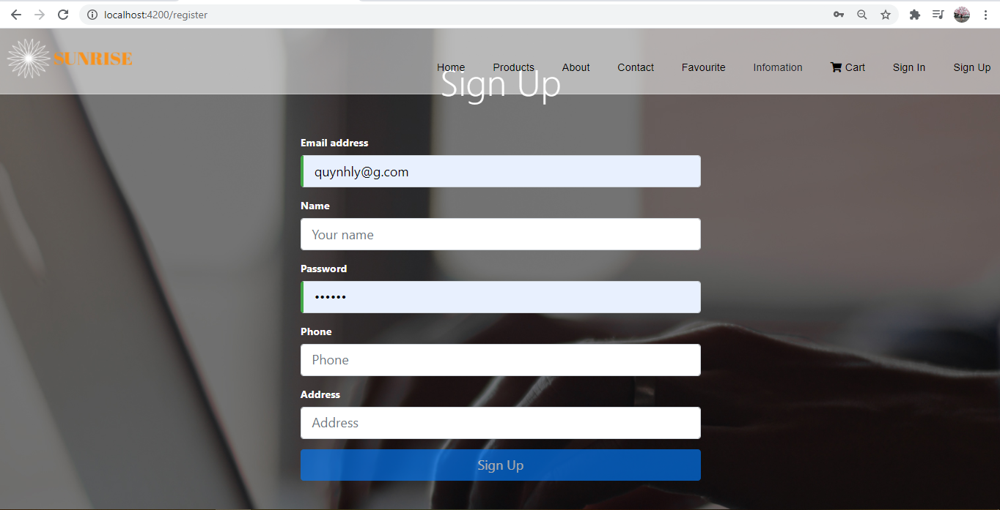 localhost:4200/register
SUNRISE
Home Products About Contact Favourite Infomation Cart Sign In Sign Up
Sign Up
Email address
quynhly@g.com
Name
Your name
Password
••••••
Phone
Phone
Address
Address
Sign Up